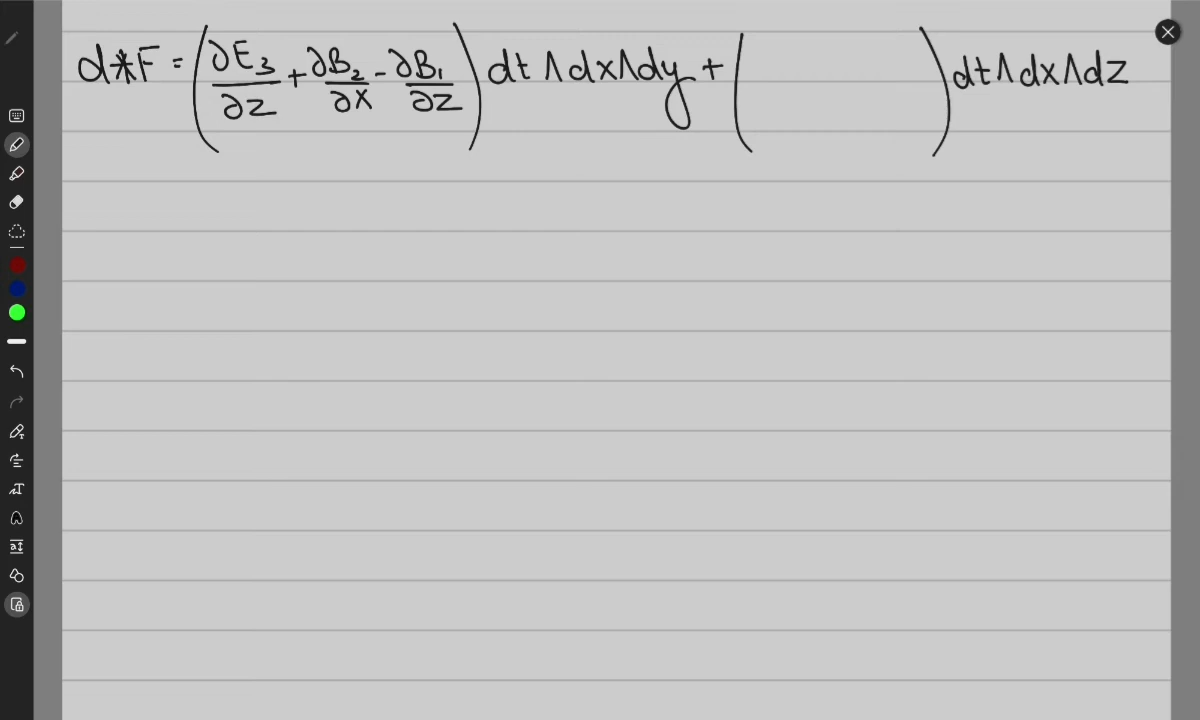 d*F = (∂E₃/∂z + ∂B₂/∂x - ∂B₁/∂z) dt ∧ dx ∧ dy + ( ) dt ∧ dx ∧ dz